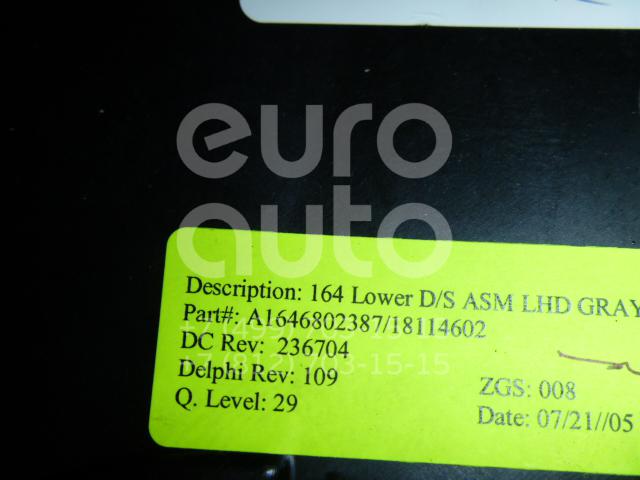 euro
auto
Description: 164 Lower D/S ASM LHD GRAY
Part#: A1646802387/18114602
DC Rev: 236704
Delphi Rev: 109
Q. Level: 29
ZGS: 008
Date: 07/21//05